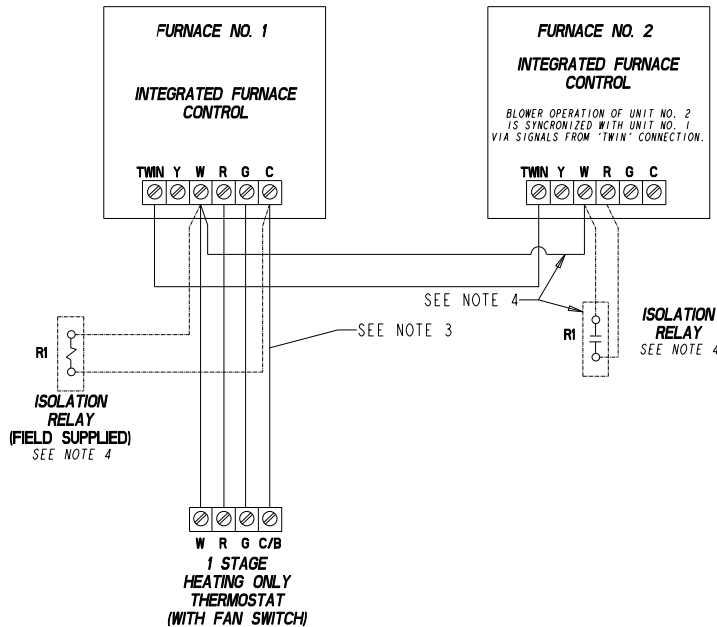 FURNACE NO. 1
INTEGRATED FURNACE
CONTROL
TWIN Y W R G C
FURNACE NO. 2
INTEGRATED FURNACE
CONTROL
BLOWER OPERATION OF UNIT NO. 2
IS SYNCRONIZED WITH UNIT NO. 1
VIA SIGNALS FROM 'TWIN' CONNECTION.
TWIN Y W R G C
SEE NOTE 4
SEE NOTE 3
R1
ISOLATION
RELAY
(FIELD SUPPLIED)
SEE NOTE 4
R1
ISOLATION
RELAY
SEE NOTE 4
W R G C/B
1 STAGE
HEATING ONLY
THERMOSTAT
(WITH FAN SWITCH)